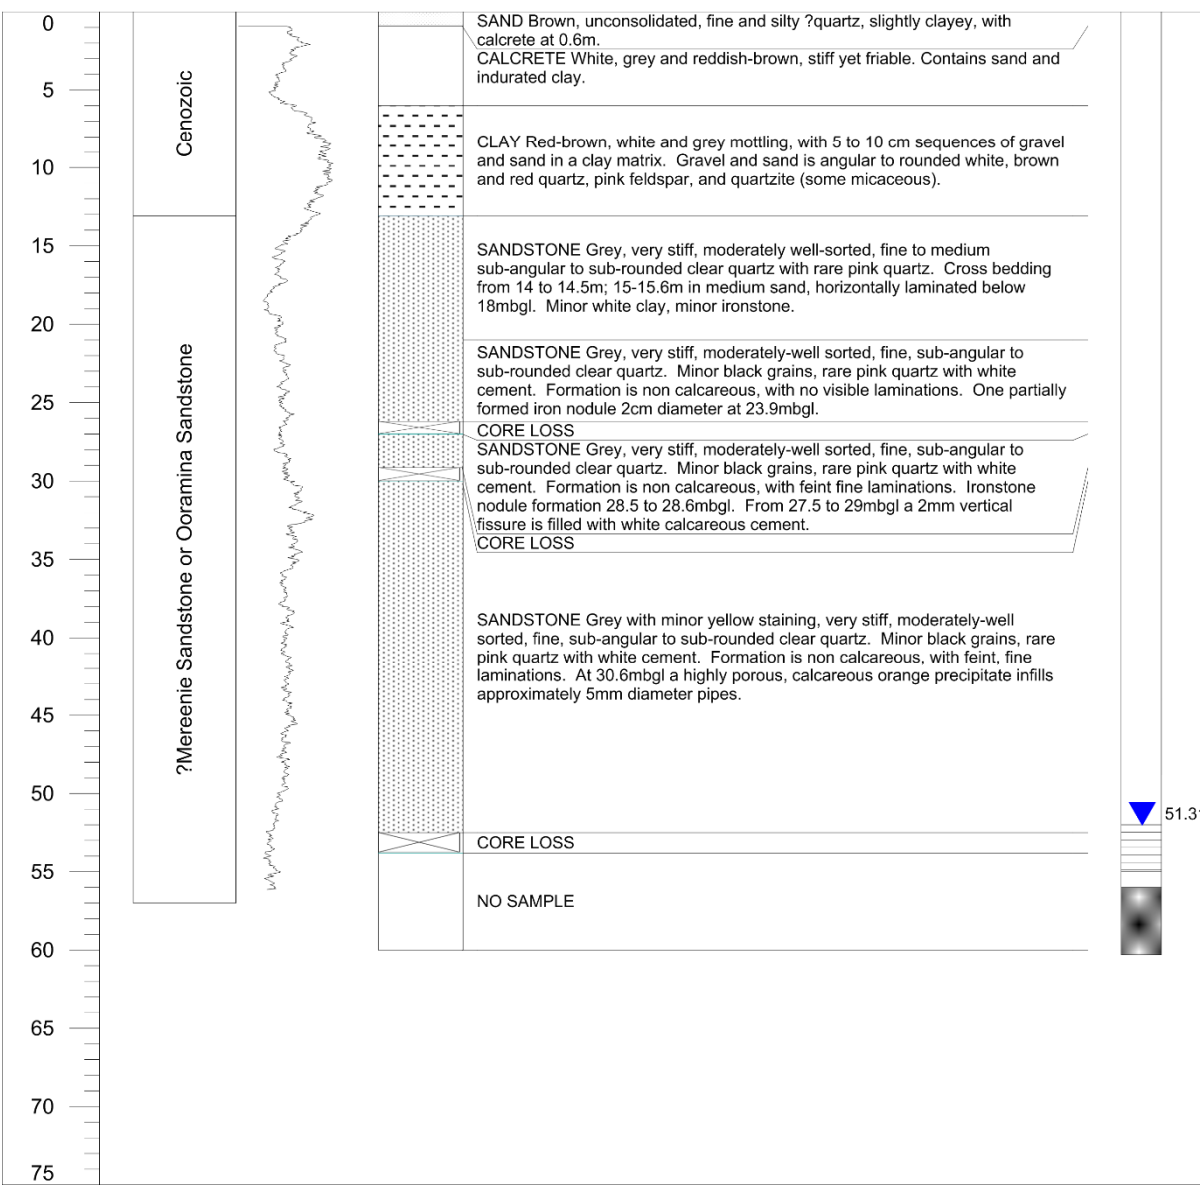 0
5
10
15
20
25
30
35
40
45
50
55
60
65
70
75
Cenozoic
?Mereenie Sandstone or Ooramina Sandstone
SAND Brown, unconsolidated, fine and silty ?quartz, slightly clayey, with
calcrete at 0.6m.
CALCRETE White, grey and reddish-brown, stiff yet friable. Contains sand and
indurated clay.
CLAY Red-brown, white and grey mottling, with 5 to 10 cm sequences of gravel
and sand in a clay matrix. Gravel and sand is angular to rounded white, brown
and red quartz, pink feldspar, and quartzite (some micaceous).
SANDSTONE Grey, very stiff, moderately well-sorted, fine to medium
sub-angular to sub-rounded clear quartz with rare pink quartz. Cross bedding
from 14 to 14.5m; 15-15.6m in medium sand, horizontally laminated below
18mbgl. Minor white clay, minor ironstone.
SANDSTONE Grey, very stiff, moderately-well sorted, fine, sub-angular to
sub-rounded clear quartz. Minor black grains, rare pink quartz with white
cement. Formation is non calcareous, with no visible laminations. One partially
formed iron nodule 2cm diameter at 23.9mbgl.
CORE LOSS
SANDSTONE Grey, very stiff, moderately-well sorted, fine, sub-angular to
sub-rounded clear quartz. Minor black grains, rare pink quartz with white
cement. Formation is non calcareous, with feint fine laminations. Ironstone
nodule formation 28.5 to 28.6mbgl. From 27.5 to 29mbgl a 2mm vertical
fissure is filled with white calcareous cement.
CORE LOSS
SANDSTONE Grey with minor yellow staining, very stiff, moderately-well
sorted, fine, sub-angular to sub-rounded clear quartz. Minor black grains, rare
pink quartz with white cement. Formation is non calcareous, with feint, fine
laminations. At 30.6mbgl a highly porous, calcareous orange precipitate infills
approximately 5mm diameter pipes.
CORE LOSS
NO SAMPLE
51.3